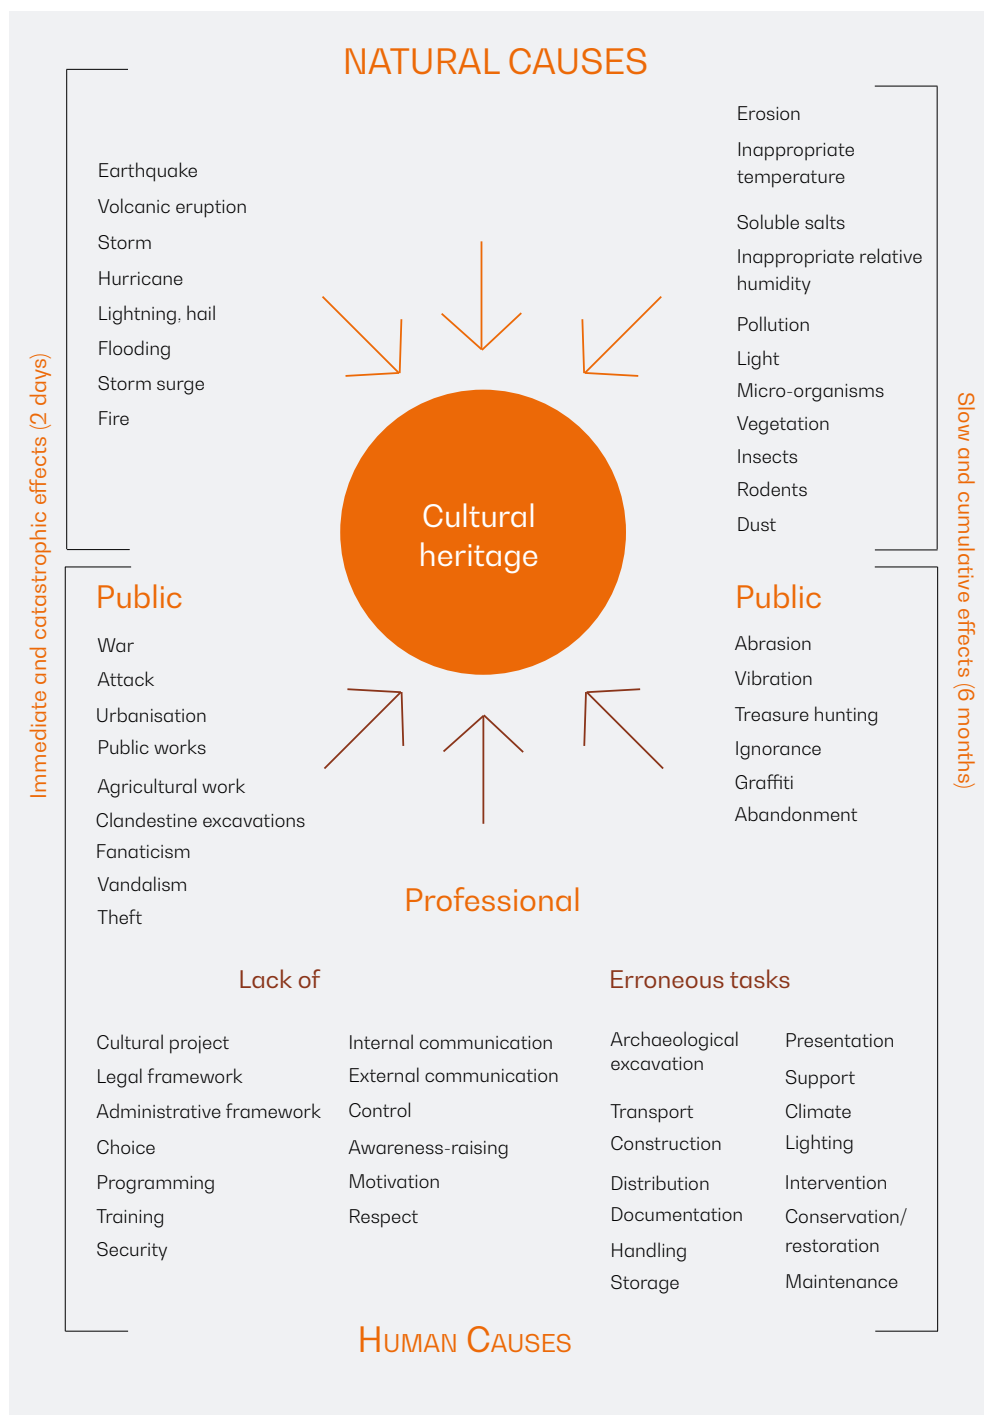 NATURAL CAUSES
Earthquake
Volcanic eruption
Storm
Hurricane
Lightning, hail
Flooding
Storm surge
Fire
Erosion
Inappropriate
temperature
Soluble salts
Inappropriate relative
humidity
Pollution
Light
Micro-organisms
Vegetation
Insects
Rodents
Dust
Immediate and catastrophic effects (2 days)
Slow and cumulative effects (6 months)
Cultural
heritage
Public
War
Attack
Urbanisation
Public works
Agricultural work
Clandestine excavations
Fanaticism
Vandalism
Theft
Public
Abrasion
Vibration
Treasure hunting
Ignorance
Graffiti
Abandonment
Professional
Lack of
Cultural project
Legal framework
Administrative framework
Choice
Programming
Training
Security
Internal communication
External communication
Control
Awareness-raising
Motivation
Respect
Erroneous tasks
Archaeological
excavation
Transport
Construction
Distribution
Documentation
Handling
Storage
Presentation
Support
Climate
Lighting
Intervention
Conservation/
restoration
Maintenance
HUMAN CAUSES